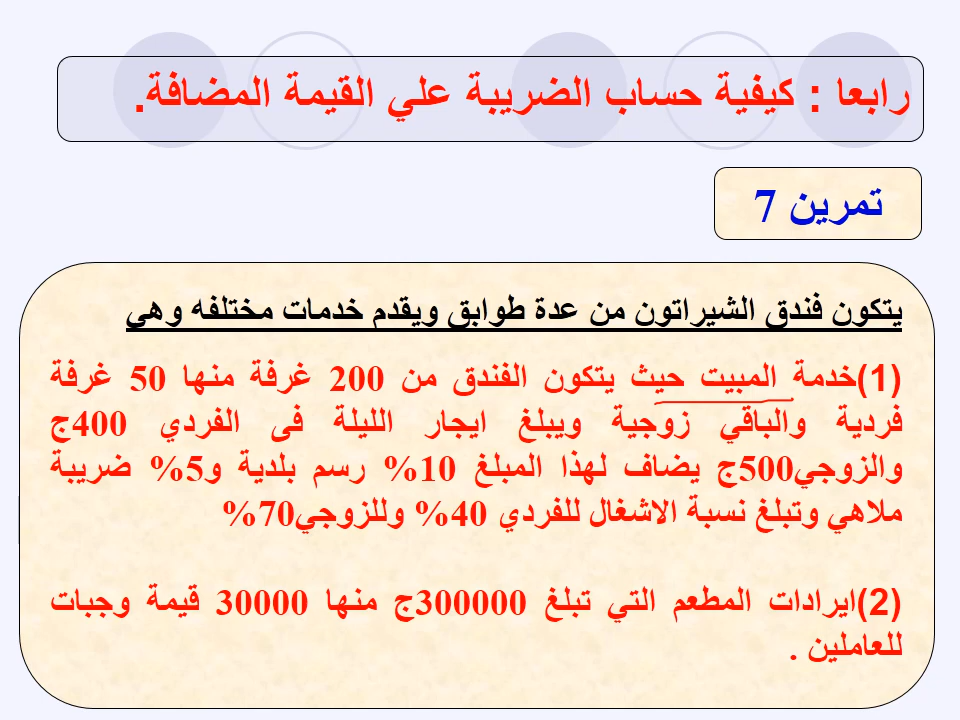 رابعا : كيفية حساب الضريبة علي القيمة المضافة.
تمرين 7
يتكون فندق الشيراتون من عدة طوابق ويقدم خدمات مختلفه وهي
(1)خدمة المبيت حيث يتكون الفندق من 200 غرفة منها 50 غرفة
فردية والباقي زوجية ويبلغ ايجار الليلة فى الفردي 400ج
والزوجي500ج يضاف لهذا المبلغ 10% رسم بلدية و5% ضريبة
ملاهي وتبلغ نسبة الاشغال للفردي 40% وللزوجي70%
(2)ايرادات المطعم التي تبلغ 300000ج منها 30000 قيمة وجبات
للعاملين .